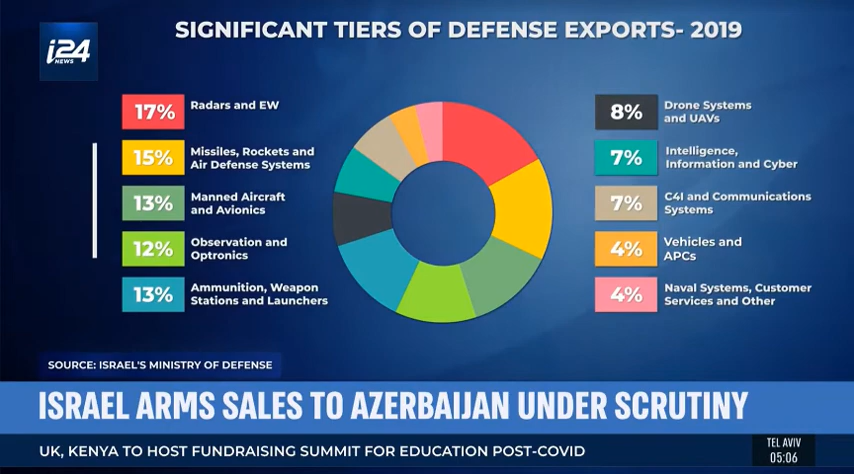 SIGNIFICANT TIERS OF DEFENSE EXPORTS- 2019
i24
NEWS
17%
Radars and EW
15%
Missiles, Rockets and
Air Defense Systems
13%
Manned Aircraft
and Avionics
12%
Observation and
Optronics
13%
Ammunition, Weapon
Stations and Launchers
8%
Drone Systems
and UAVs
7%
Intelligence,
Information and Cyber
7%
C4I and Communications
Systems
4%
Vehicles and
APCs
4%
Naval Systems, Customer
Services and Other
SOURCE: ISRAEL'S MINISTRY OF DEFENSE
ISRAEL ARMS SALES TO AZERBAIJAN UNDER SCRUTINY
UK, KENYA TO HOST FUNDRAISING SUMMIT FOR EDUCATION POST-COVID
TEL AVIV
05:06